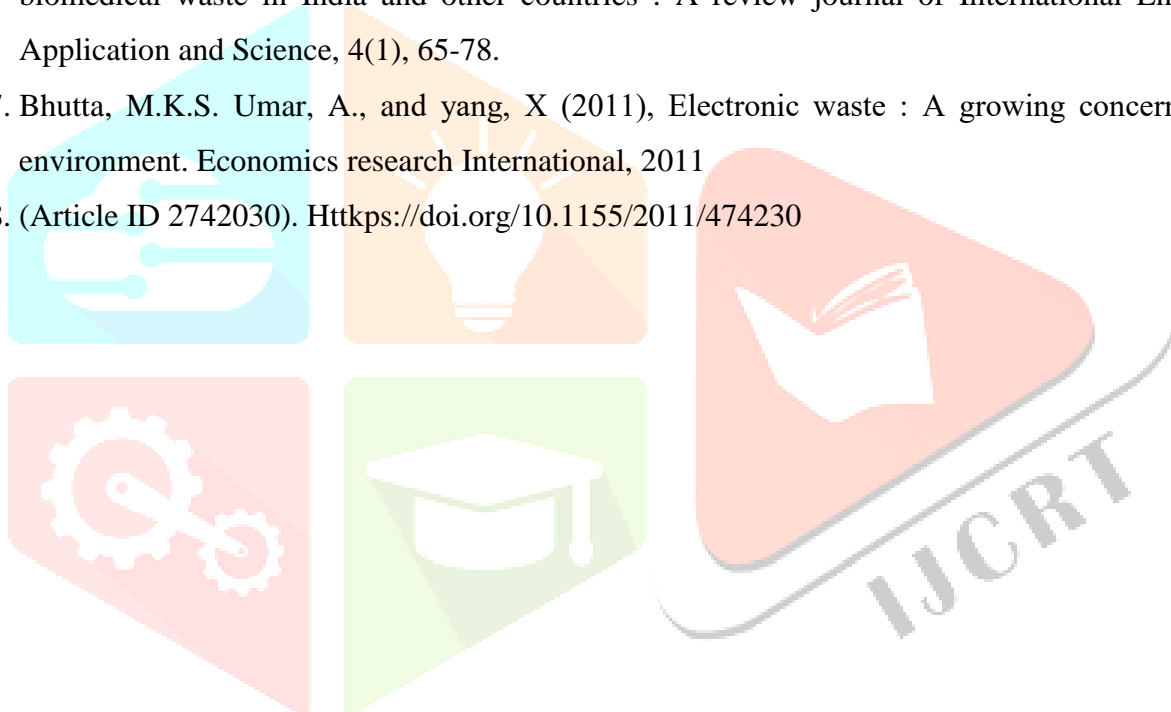 biomedical waste in India and other countries : A review journal of International En
Application and Science, 4(1), 65-78.
. Bhutta, M.K.S. Umar, A., and yang, X (2011), Electronic waste : A growing concern
environment. Economics research International, 2011
. (Article ID 2742030). Httkps://doi.org/10.1155/2011/474230
IJCRT